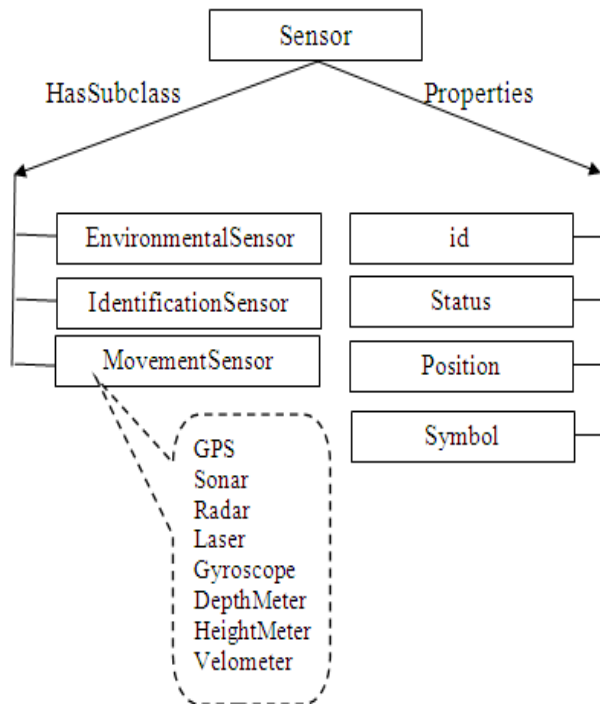 Sensor
HasSubclass
Properties
EnvironmentalSensor
id
IdentificationSensor
Status
MovementSensor
Position
Symbol
GPS
Sonar
Radar
Laser
Gyroscope
DepthMeter
HeightMeter
Velometer